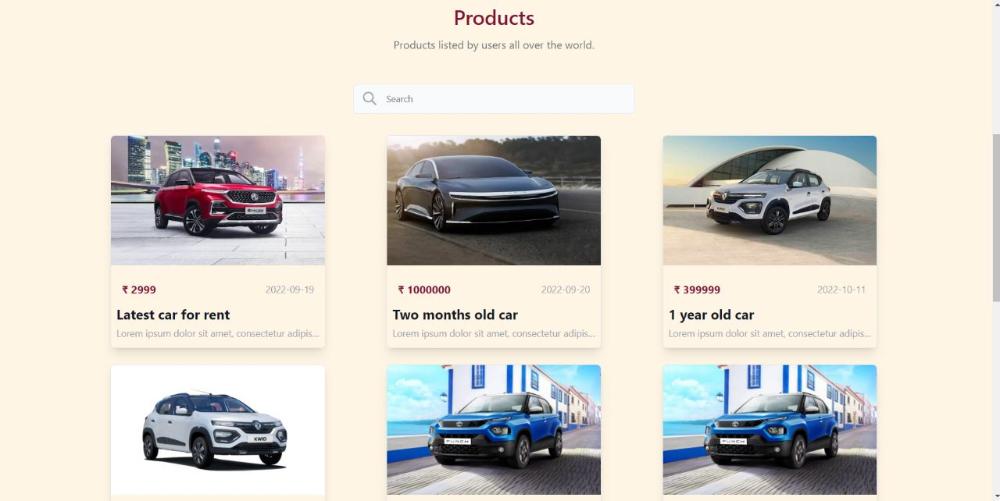 Products
Products listed by users all over the world.
Search
₹ 2999
2022-09-19
Latest car for rent
Lorem ipsum dolor sit amet, consectetur adipis...
₹ 1000000
2022-09-20
Two months old car
Lorem ipsum dolor sit amet, consectetur adipis...
₹ 399999
2022-10-11
1 year old car
Lorem ipsum dolor sit amet, consectetur adipis...
HECTOR
KWID
KWID
PUNCH
PUNCH